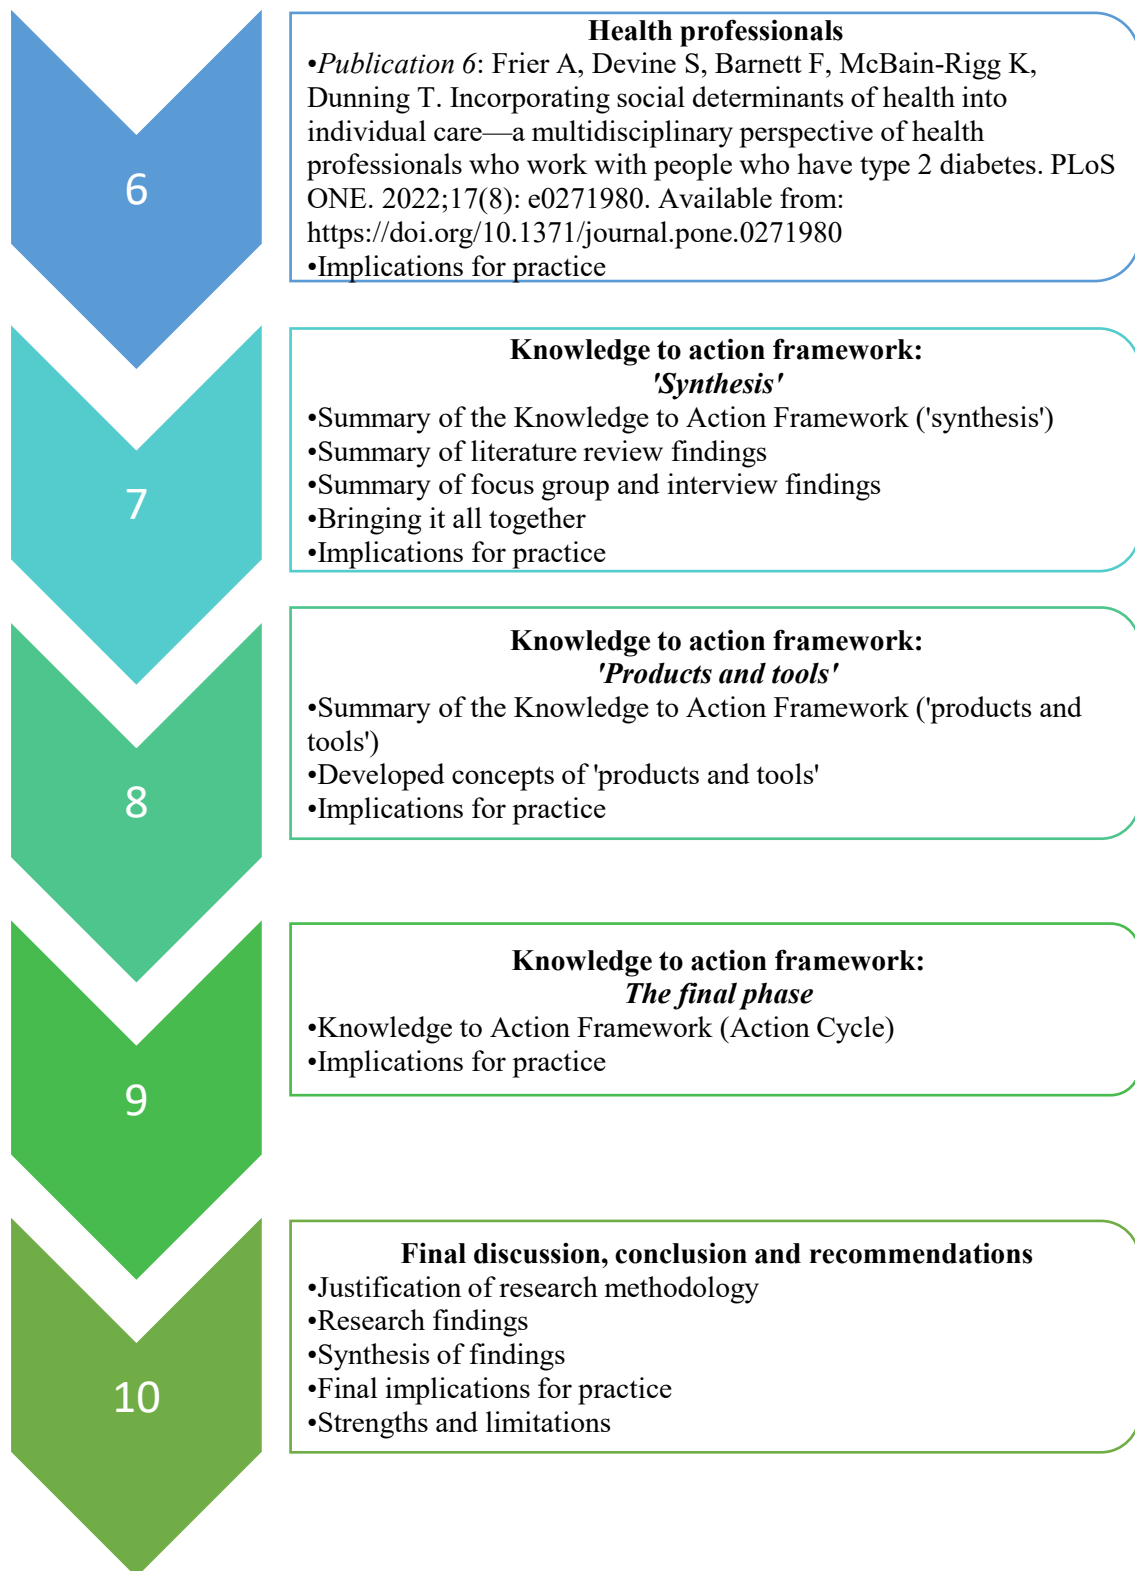 6
Health professionals
•Publication 6: Frier A, Devine S, Barnett F, McBain-Rigg K,
Dunning T. Incorporating social determinants of health into
individual care—a multidisciplinary perspective of health
professionals who work with people who have type 2 diabetes. PLoS
ONE. 2022;17(8): e0271980. Available from:
https://doi.org/10.1371/journal.pone.0271980
•Implications for practice
7
Knowledge to action framework:
'Synthesis'
•Summary of the Knowledge to Action Framework ('synthesis')
•Summary of literature review findings
•Summary of focus group and interview findings
•Bringing it all together
•Implications for practice
8
Knowledge to action framework:
'Products and tools'
•Summary of the Knowledge to Action Framework ('products and
tools')
•Developed concepts of 'products and tools'
•Implications for practice
9
Knowledge to action framework:
The final phase
•Knowledge to Action Framework (Action Cycle)
•Implications for practice
10
Final discussion, conclusion and recommendations
•Justification of research methodology
•Research findings
•Synthesis of findings
•Final implications for practice
•Strengths and limitations